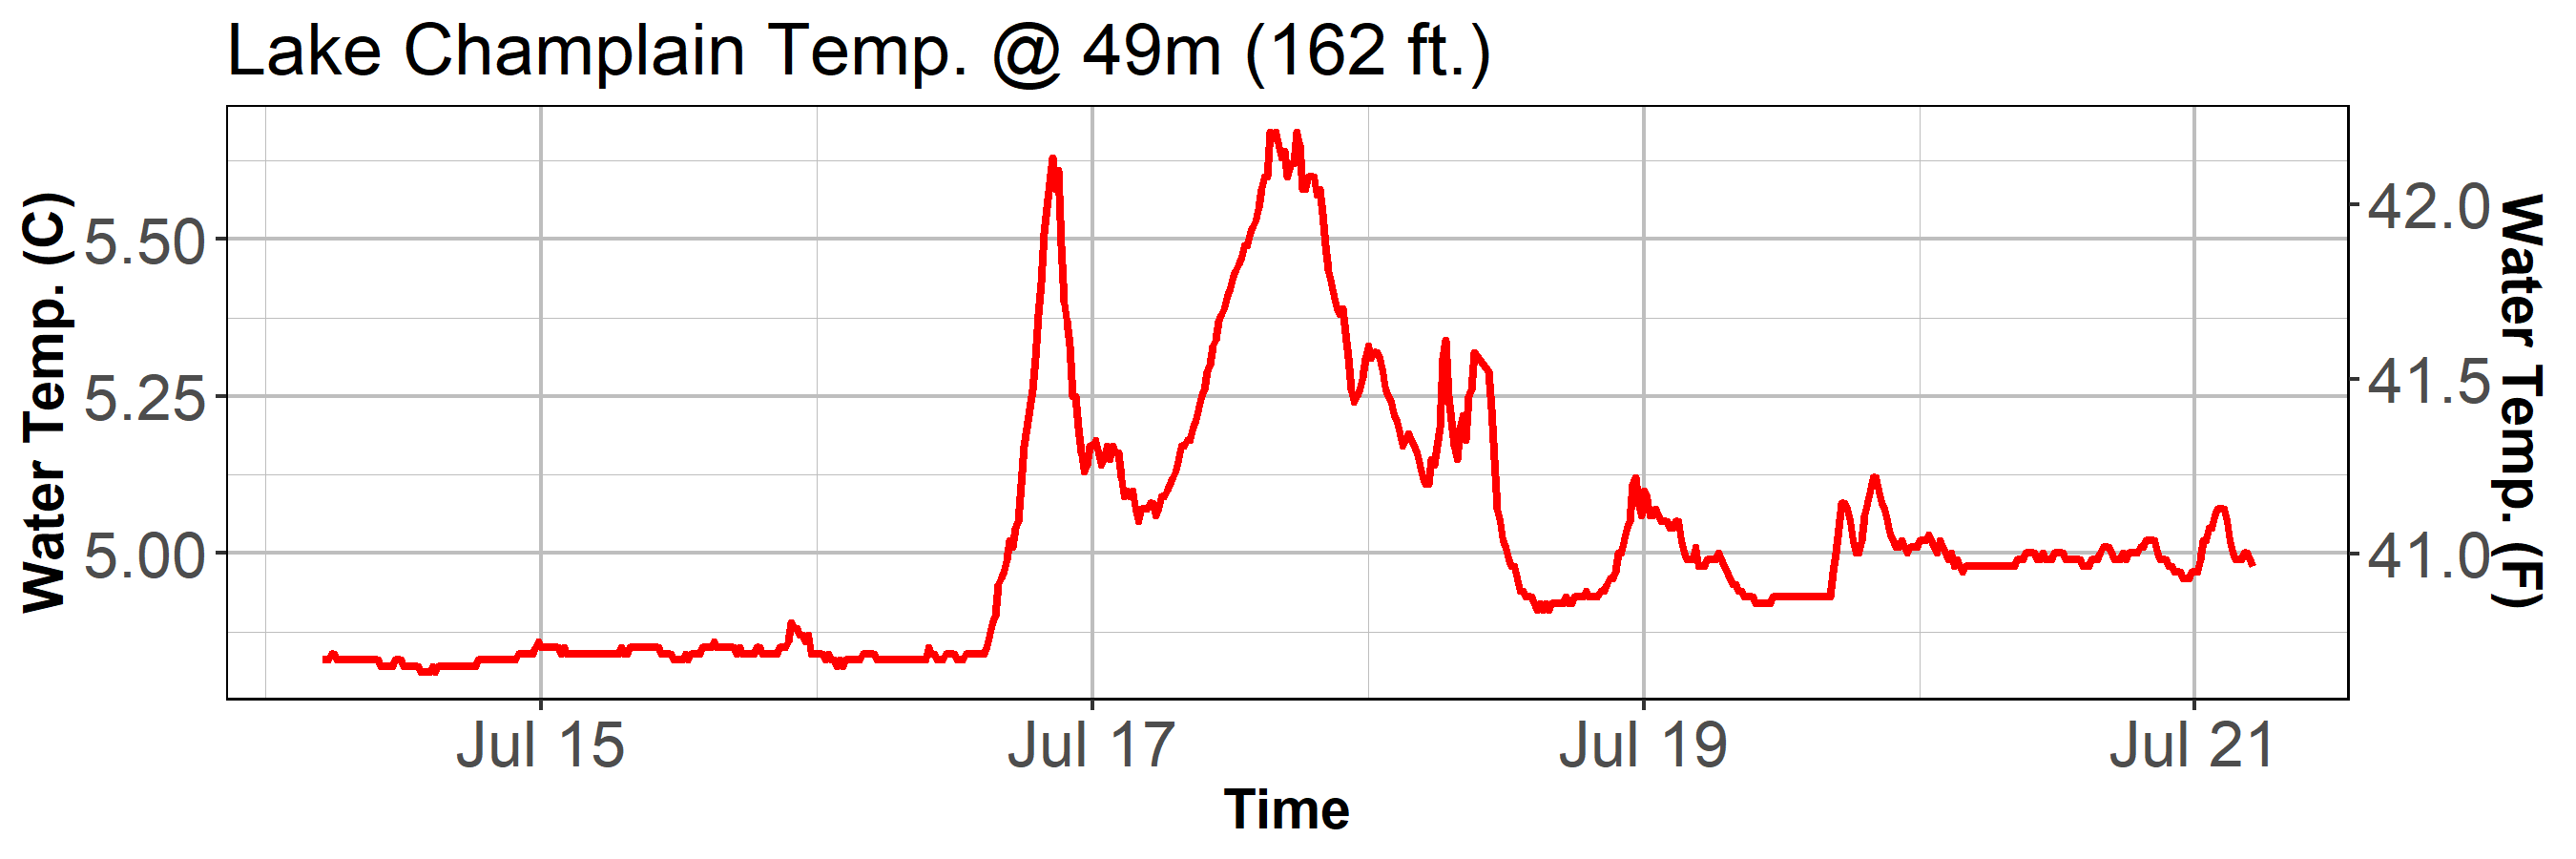 Lake Champlain Temp. @ 49m (162 ft.)
Water Temp. (C)
5.50
5.25
5.00
42.0
41.5
41.0
Water Temp. (F)
Jul 15
Jul 17
Jul 19
Jul 21
Time